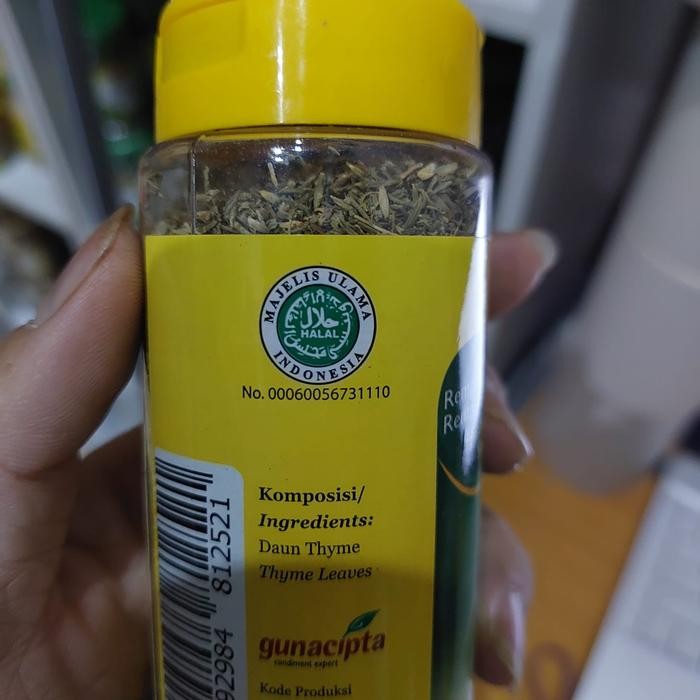 MAJELIS ULAMA
حلال
HALAL
INDONESIA
No. 00060056731110
Komposisi/
Ingredients:
Daun Thyme
Thyme Leaves
gunacipta
condiment expert
Kode Produksi
92984 812521